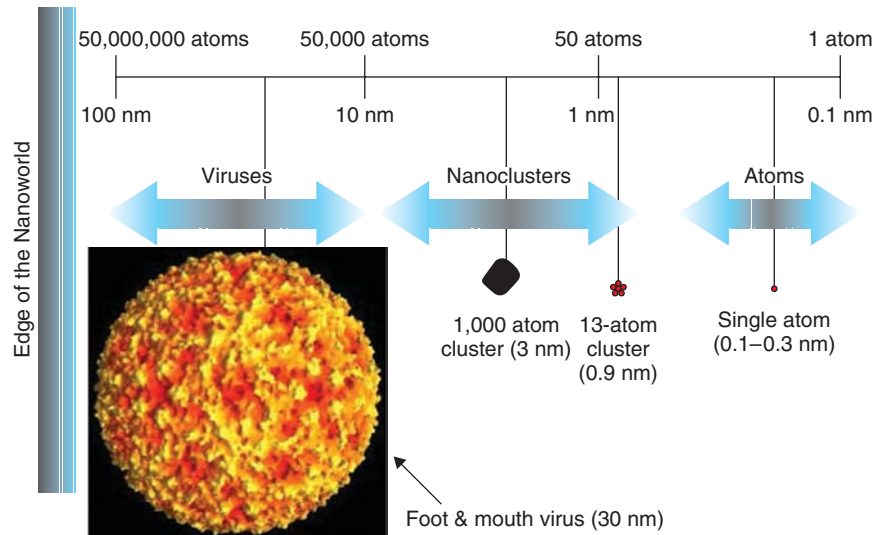 50,000,000 atoms
50,000 atoms
50 atoms
1 atom
100 nm
10 nm
1 nm
0.1 nm
Edge of the Nanoworld
Viruses
Nanoclusters
Atoms
1,000 atom
cluster (3 nm)
13-atom
cluster
(0.9 nm)
Single atom
(0.1–0.3 nm)
Foot & mouth virus (30 nm)